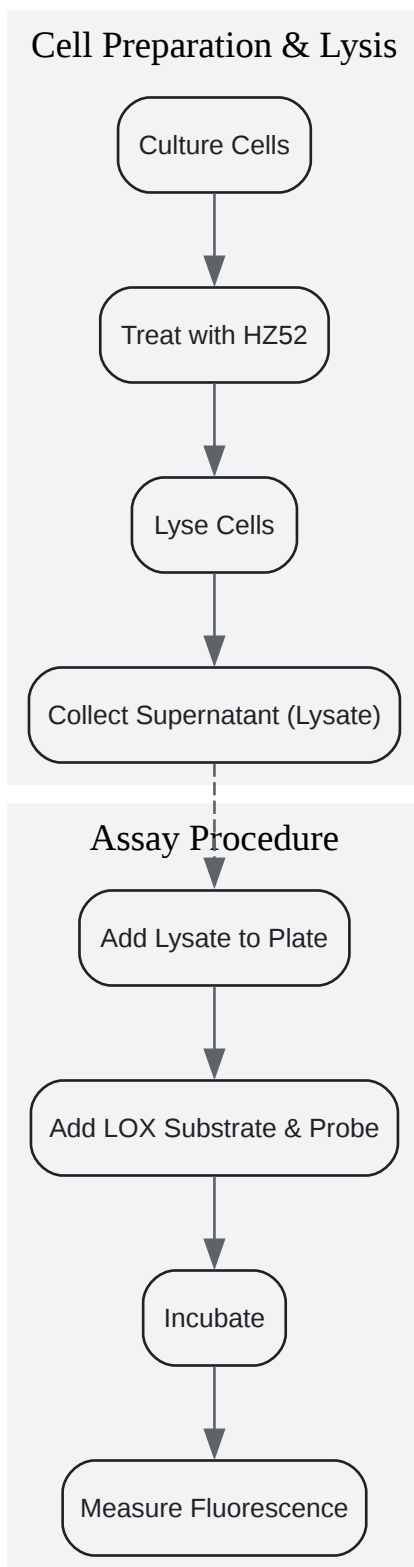 Cell Preparation & Lysis
Culture Cells
Treat with HZ52
Lyse Cells
Collect Supernatant (Lysate)
Assay Procedure
Add Lysate to Plate
Add LOX Substrate & Probe
Incubate
Measure Fluorescence